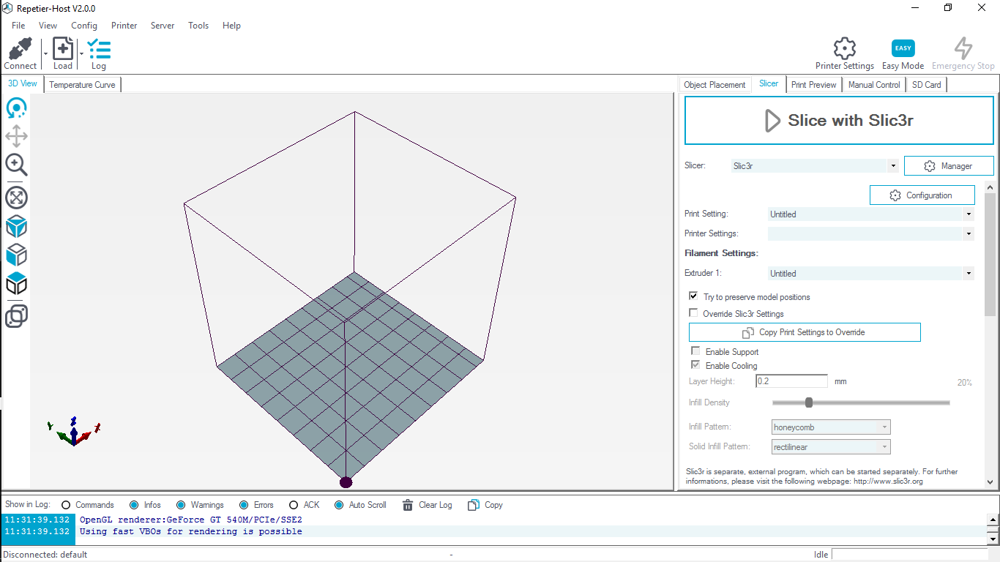 Repetier-Host V2.0.0
File View Config Printer Server Tools Help
Connect Load Log Printer Settings EASY Easy Mode Emergency Stop
3D View Temperature Curve
Object Placement Slicer Print Preview Manual Control SD Card
Slice with Slic3r
Slicer: Slic3r Manager
Configuration
Print Setting: Untitled
Printer Settings:
Filament Settings:
Extruder 1: Untitled
Try to preserve model positions
Override Slic3r Settings
Copy Print Settings to Override
Enable Support
Enable Cooling
Layer Height: 0.2 mm
20%
Infill Density
Infill Pattern: honeycomb
Solid Infill Pattern: rectilinear
Slic3r is separate, external program, which can be started separately. For further
informations, please visit the following webpage: http://www.slic3r.org
Y Z X
Show in Log: Commands Infos Warnings Errors ACK Auto Scroll Clear Log Copy
11:31:39.132 OpenGL renderer:GeForce GT 540M/PCIe/SSE2
11:31:39.132 Using fast VBOs for rendering is possible
Disconnected: default - Idle